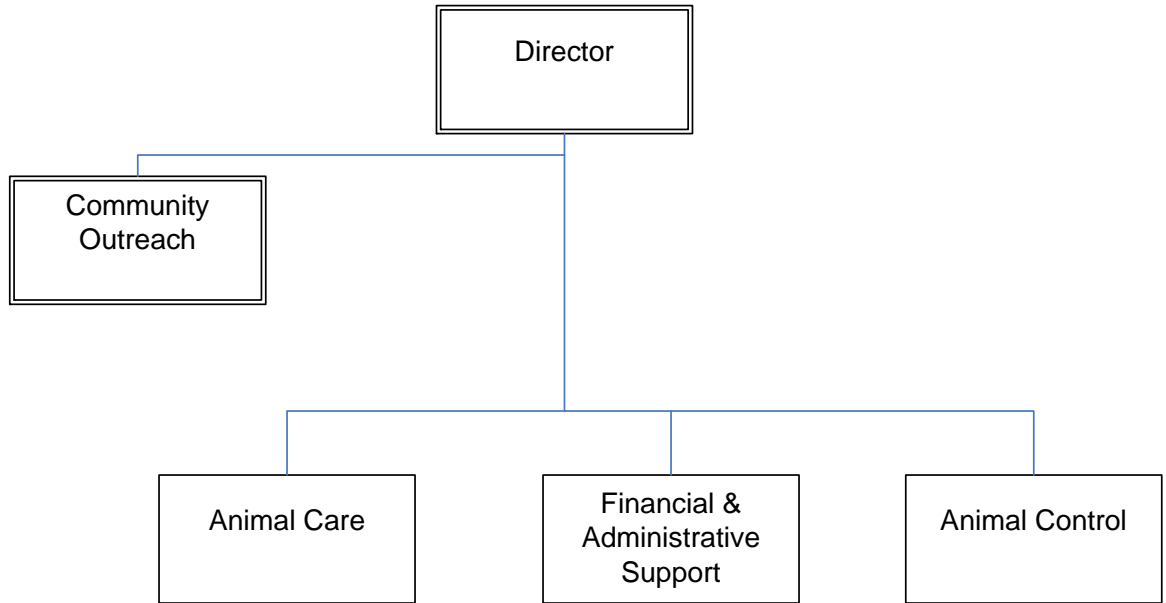 Director
Community
Outreach
Animal Care
Financial &
Administrative
Support
Animal Control